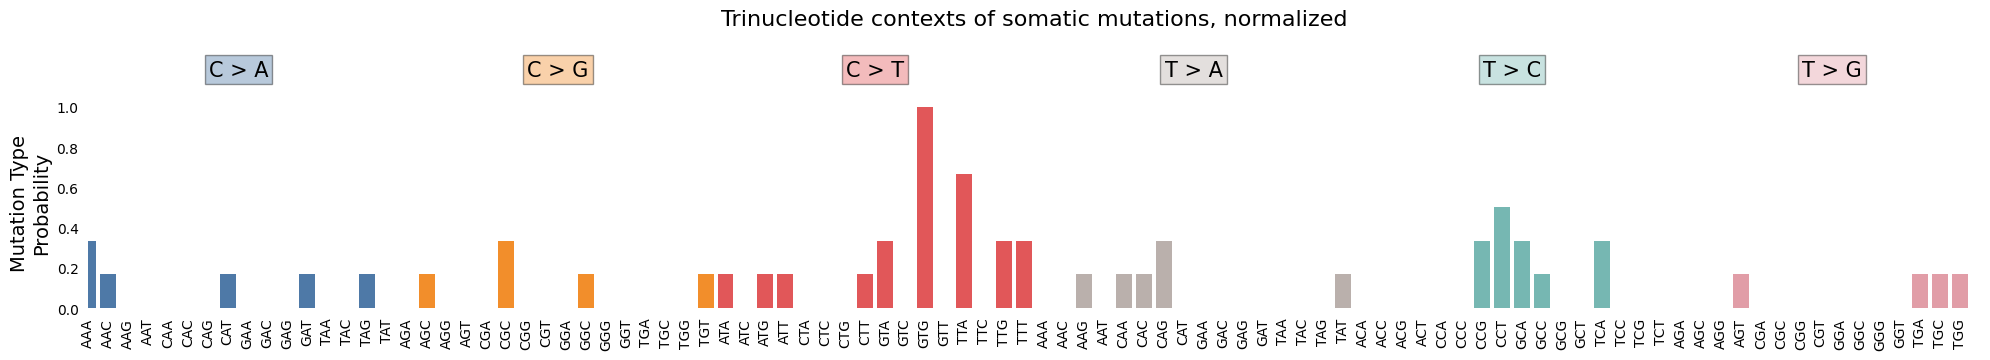 Trinucleotide contexts of somatic mutations, normalized
C > A
C > G
C > T
T > A
T > C
T > G
Mutation Type
Probability
1.0
0.8
0.6
0.4
0.2
0.0
AAA
AAC
AAG
AAT
CAA
CAC
CAG
CAT
GAA
GAC
GAG
GAT
TAA
TAC
TAG
TAT
AGA
AGC
AGG
AGT
CGA
CGC
CGG
CGT
GGA
GGC
GGG
GGT
TGA
TGC
TGG
TGT
ATA
ATC
ATG
ATT
CTA
CTC
CTG
CTT
GTA
GTC
GTG
GTT
TTA
TTC
TTG
TTT
AAA
AAC
AAG
AAT
CAA
CAC
CAG
CAT
GAA
GAC
GAG
GAT
TAA
TAC
TAG
TAT
ACA
ACC
ACG
ACT
CCA
CCC
CCG
CCT
GCA
GCC
GCG
GCT
TCA
TCC
TCG
TCT
AGA
AGC
AGG
AGT
CGA
CGC
CGG
CGT
GGA
GGC
GGG
GGT
TGA
TGC
TGG